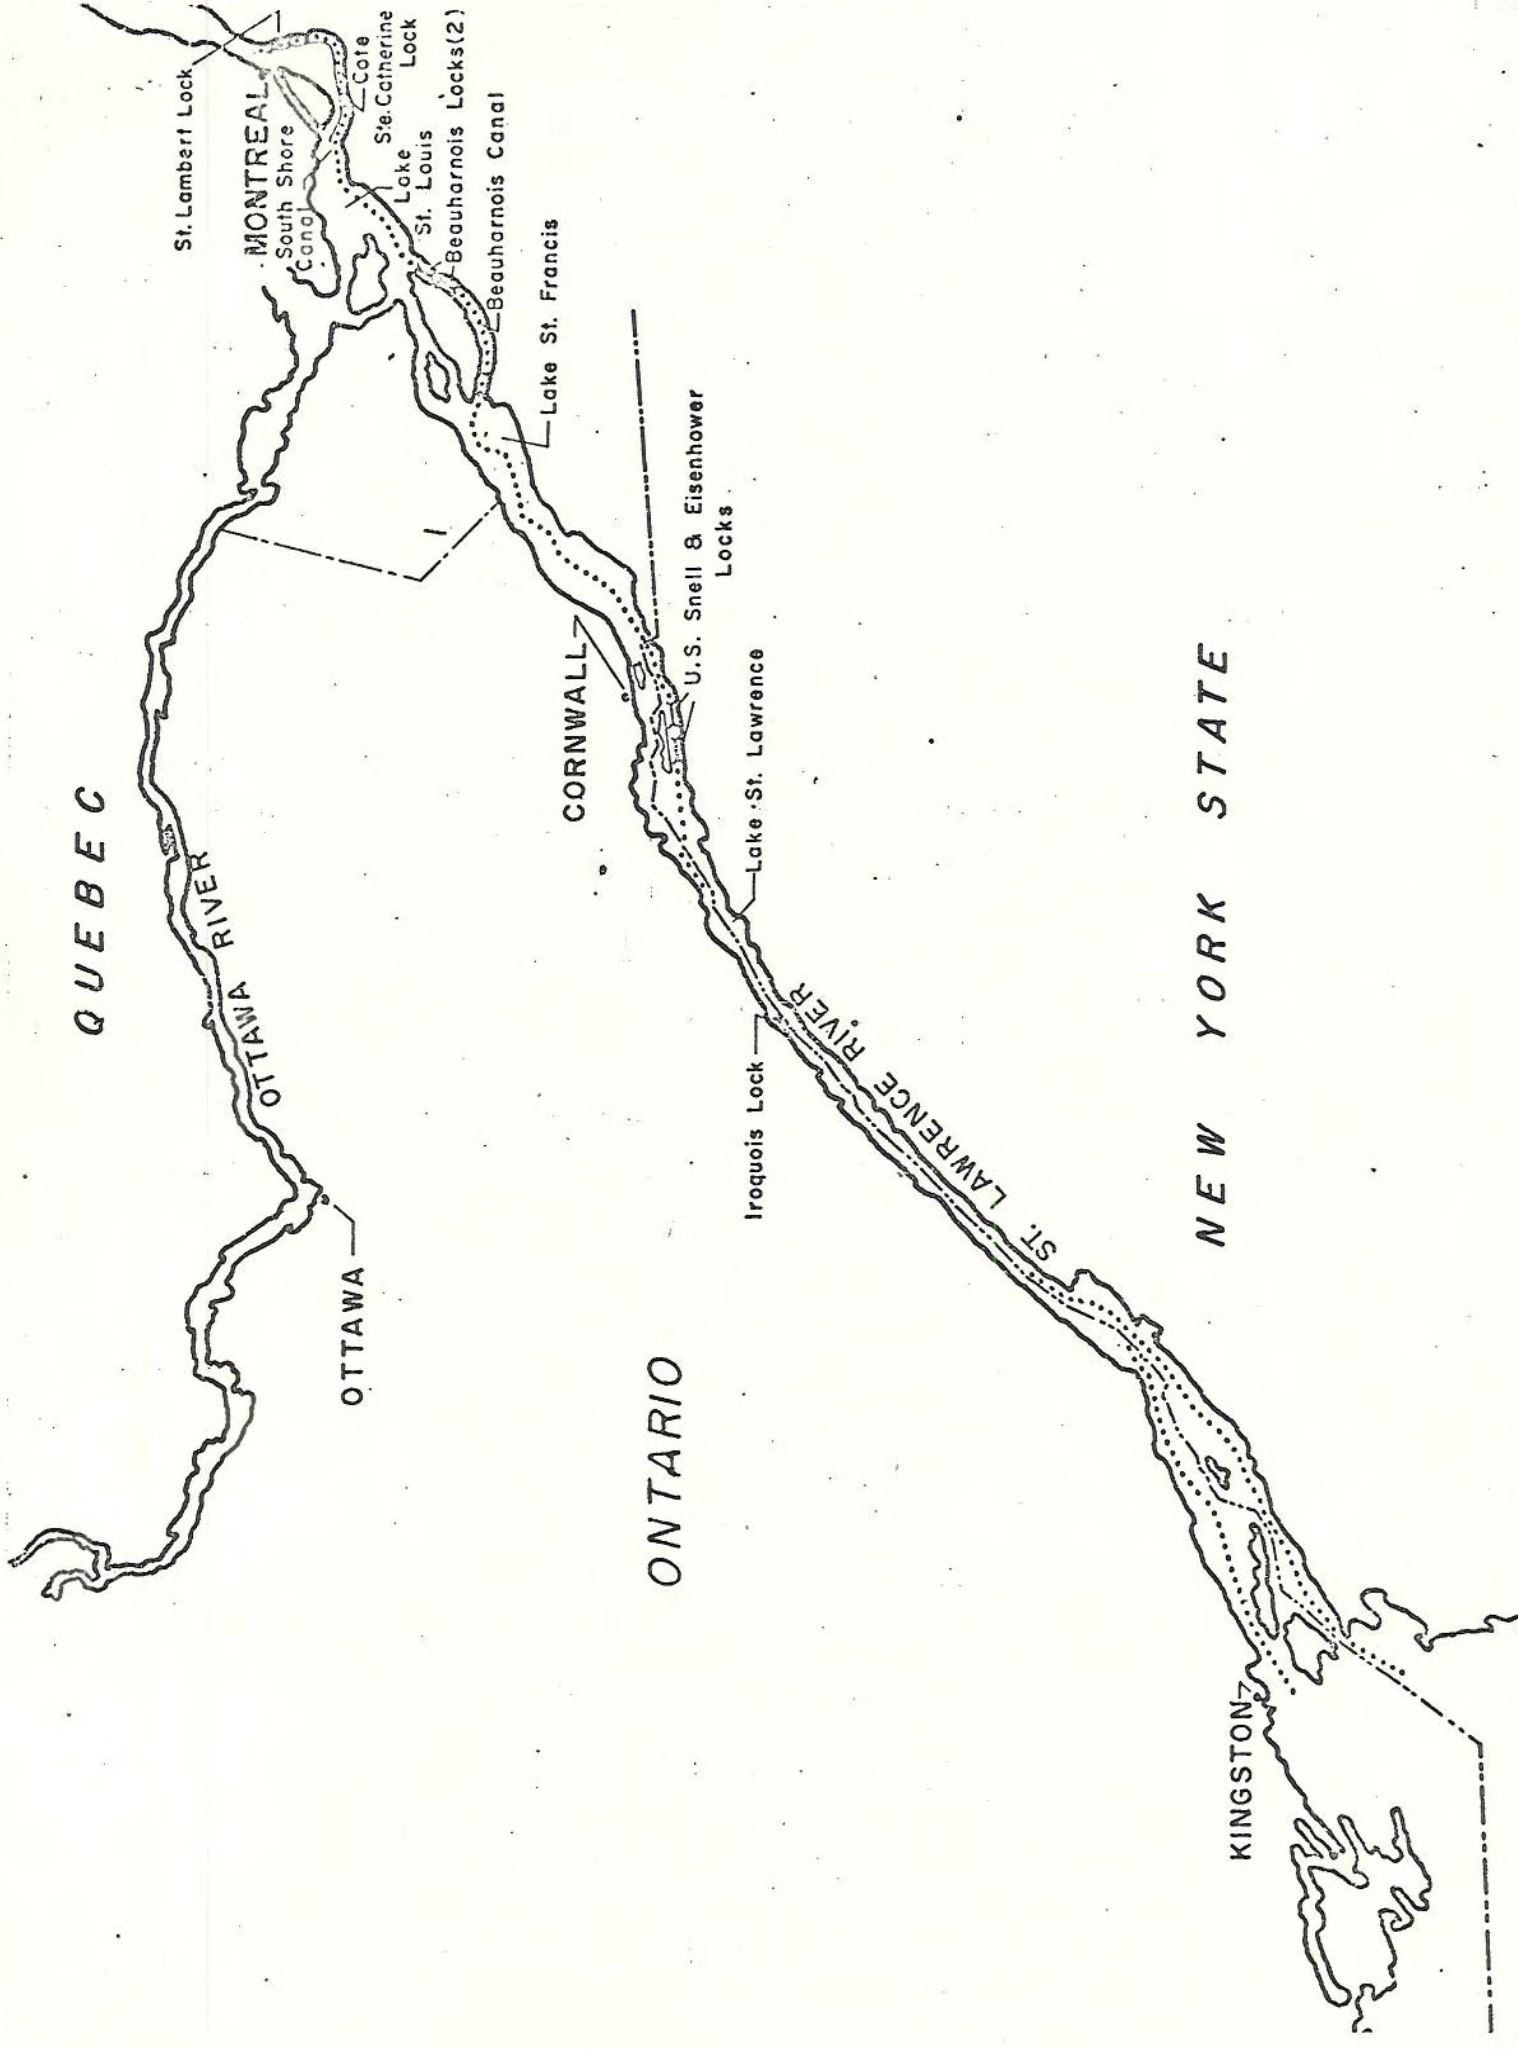 QUEBEC
St. Lambert Lock
MONTREAL
South Shore
Canal
Cote
Ste. Catherine
Lock
Lake
St. Louis
Beauharnois Locks (2)
Beauharnois Canal
Lake St. Francis
OTTAWA RIVER
OTTAWA
CORNWALL
U.S. Snell & Eisenhower
Locks
Lake St. Lawrence
Iroquois Lock
ST. LAWRENCE RIVER
ONTARIO
NEW YORK STATE
KINGSTON